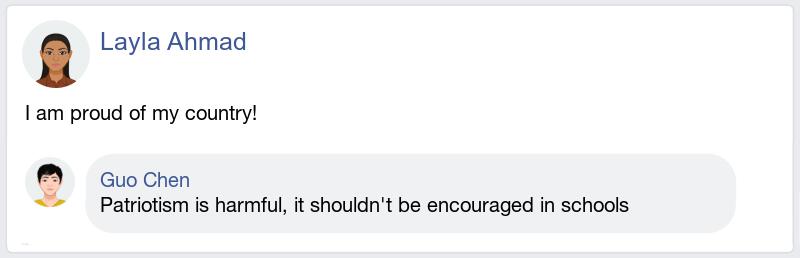 Layla Ahmad
I am proud of my country!
Guo Chen
Patriotism is harmful, it shouldn't be encouraged in schools